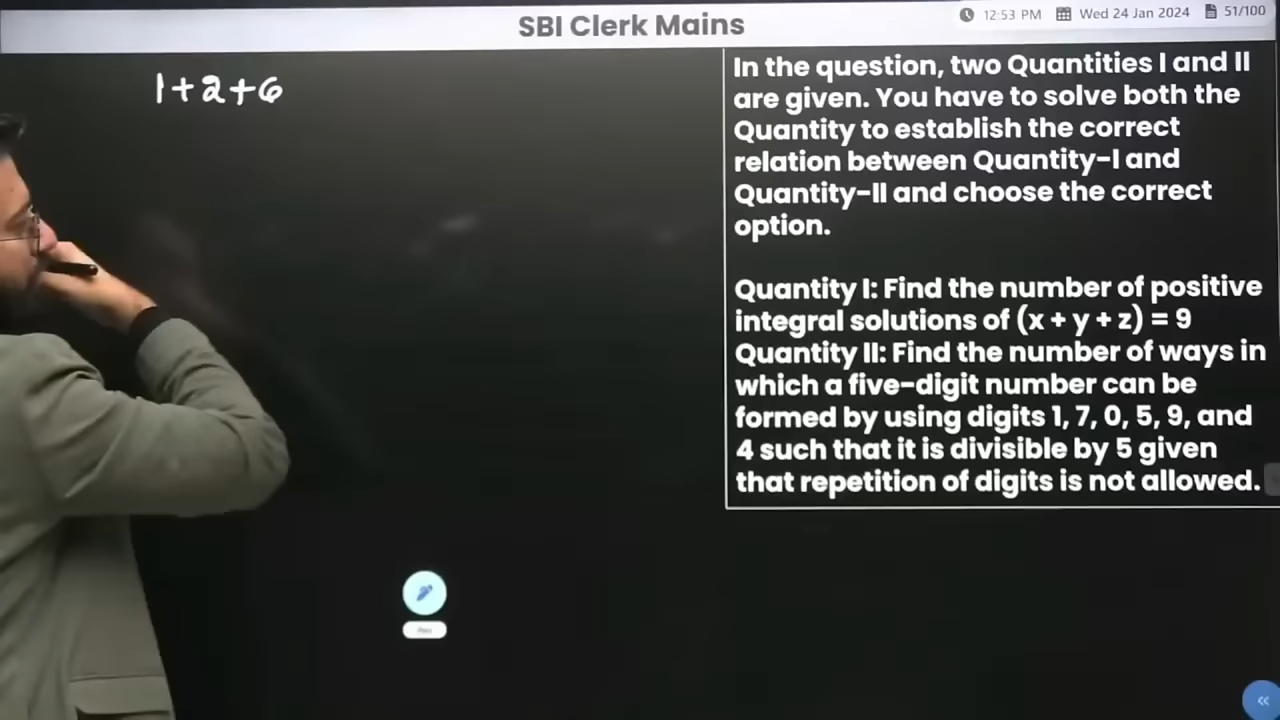 SBI Clerk Mains
12:53 PM Wed 24 Jan 2024 51/100
1+2+6
In the question, two Quantities I and II
are given. You have to solve both the
Quantity to establish the correct
relation between Quantity-I and
Quantity-II and choose the correct
option.
Quantity I: Find the number of positive
integral solutions of (x + y + z) = 9
Quantity II: Find the number of ways in
which a five-digit number can be
formed by using digits 1, 7, 0, 5, 9, and
4 such that it is divisible by 5 given
that repetition of digits is not allowed.
Pen